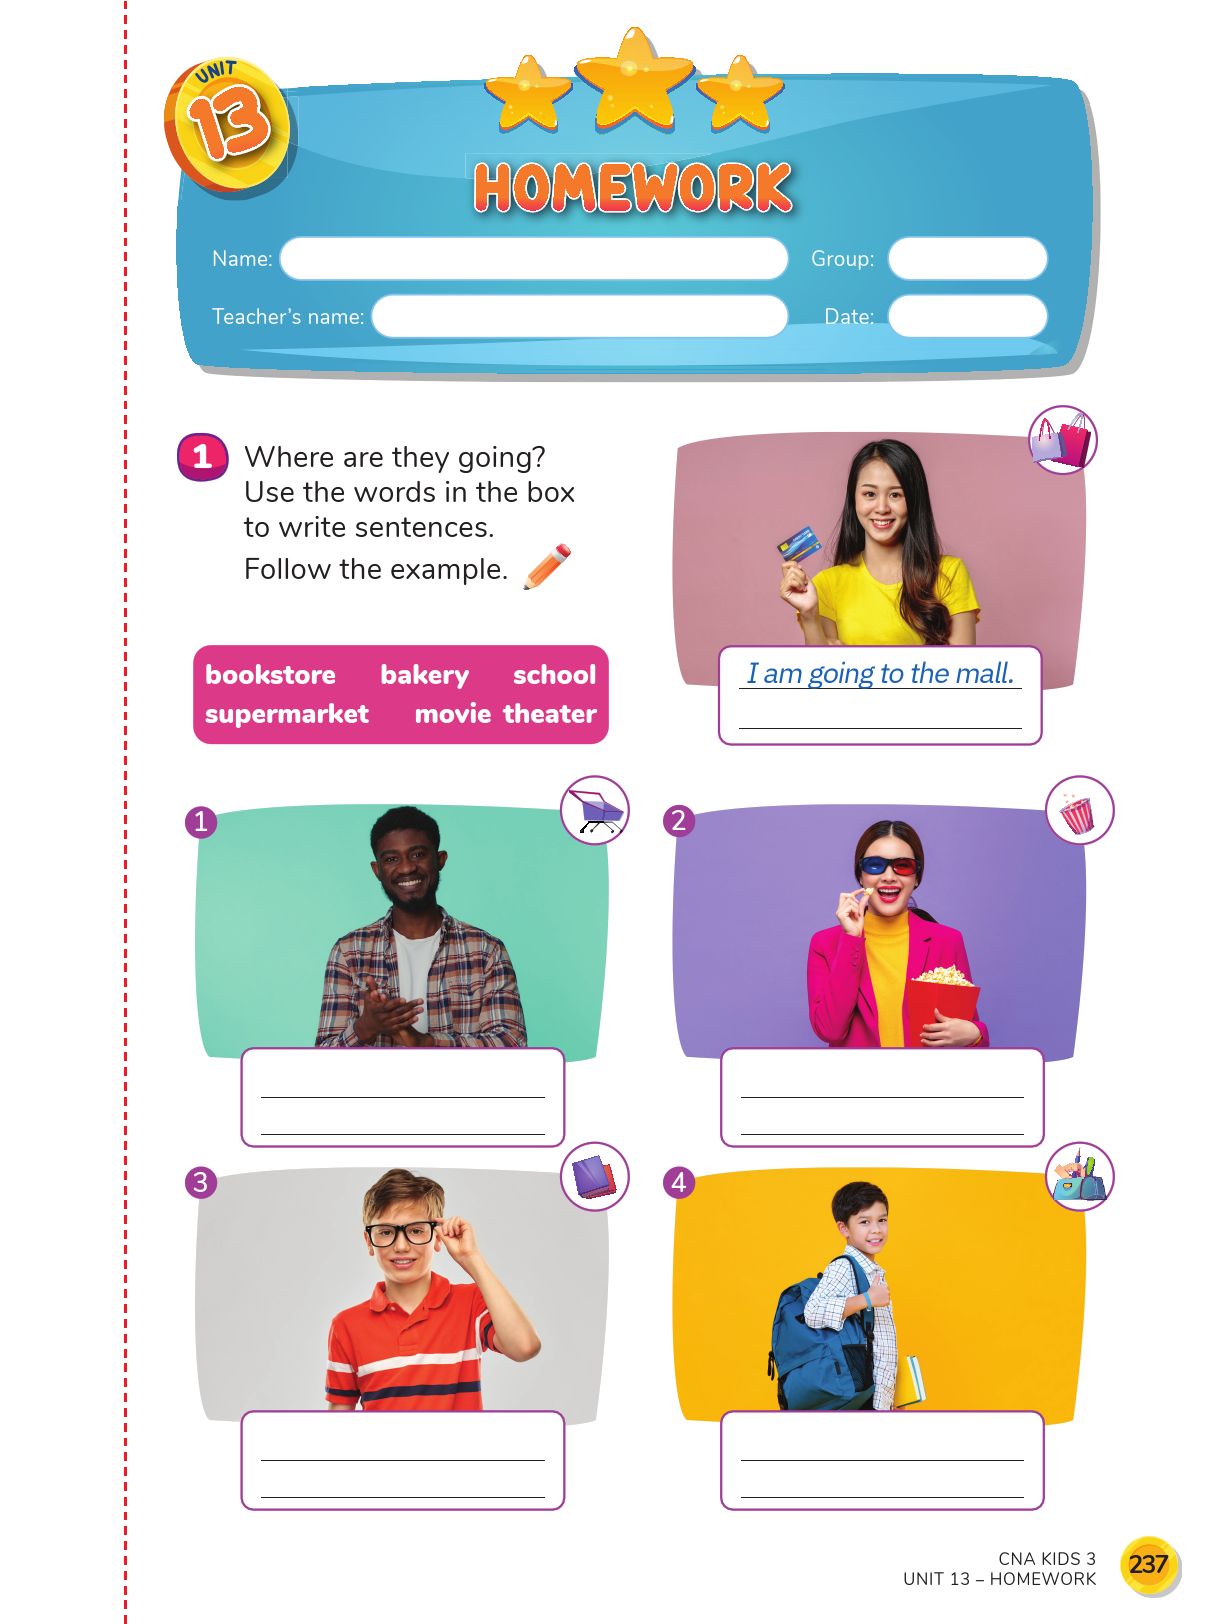 UNIT
13
HOMEWORK
Name:
Group:
Teacher's name:
Date:
1
Where are they going?
Use the words in the box
to write sentences.
Follow the example.
bookstore bakery school
supermarket movie theater
I am going to the mall.
1
2
3
4
CNA KIDS 3
UNIT 13 – HOMEWORK
237